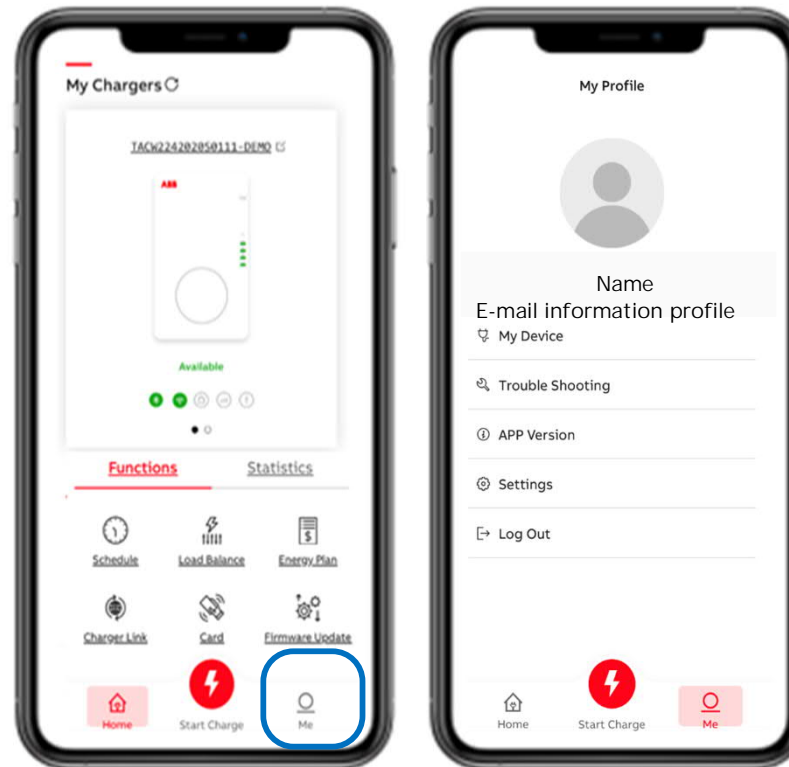 My Chargers
TACW224202050111-DEMO
ABB
Available
Functions Statistics
Schedule Load Balance Energy Plan
Charger Link Card Firmware Update
Home Start Charge Me
My Profile
Name
E-mail information profile
My Device
Trouble Shooting
APP Version
Settings
Log Out
Home Start Charge Me